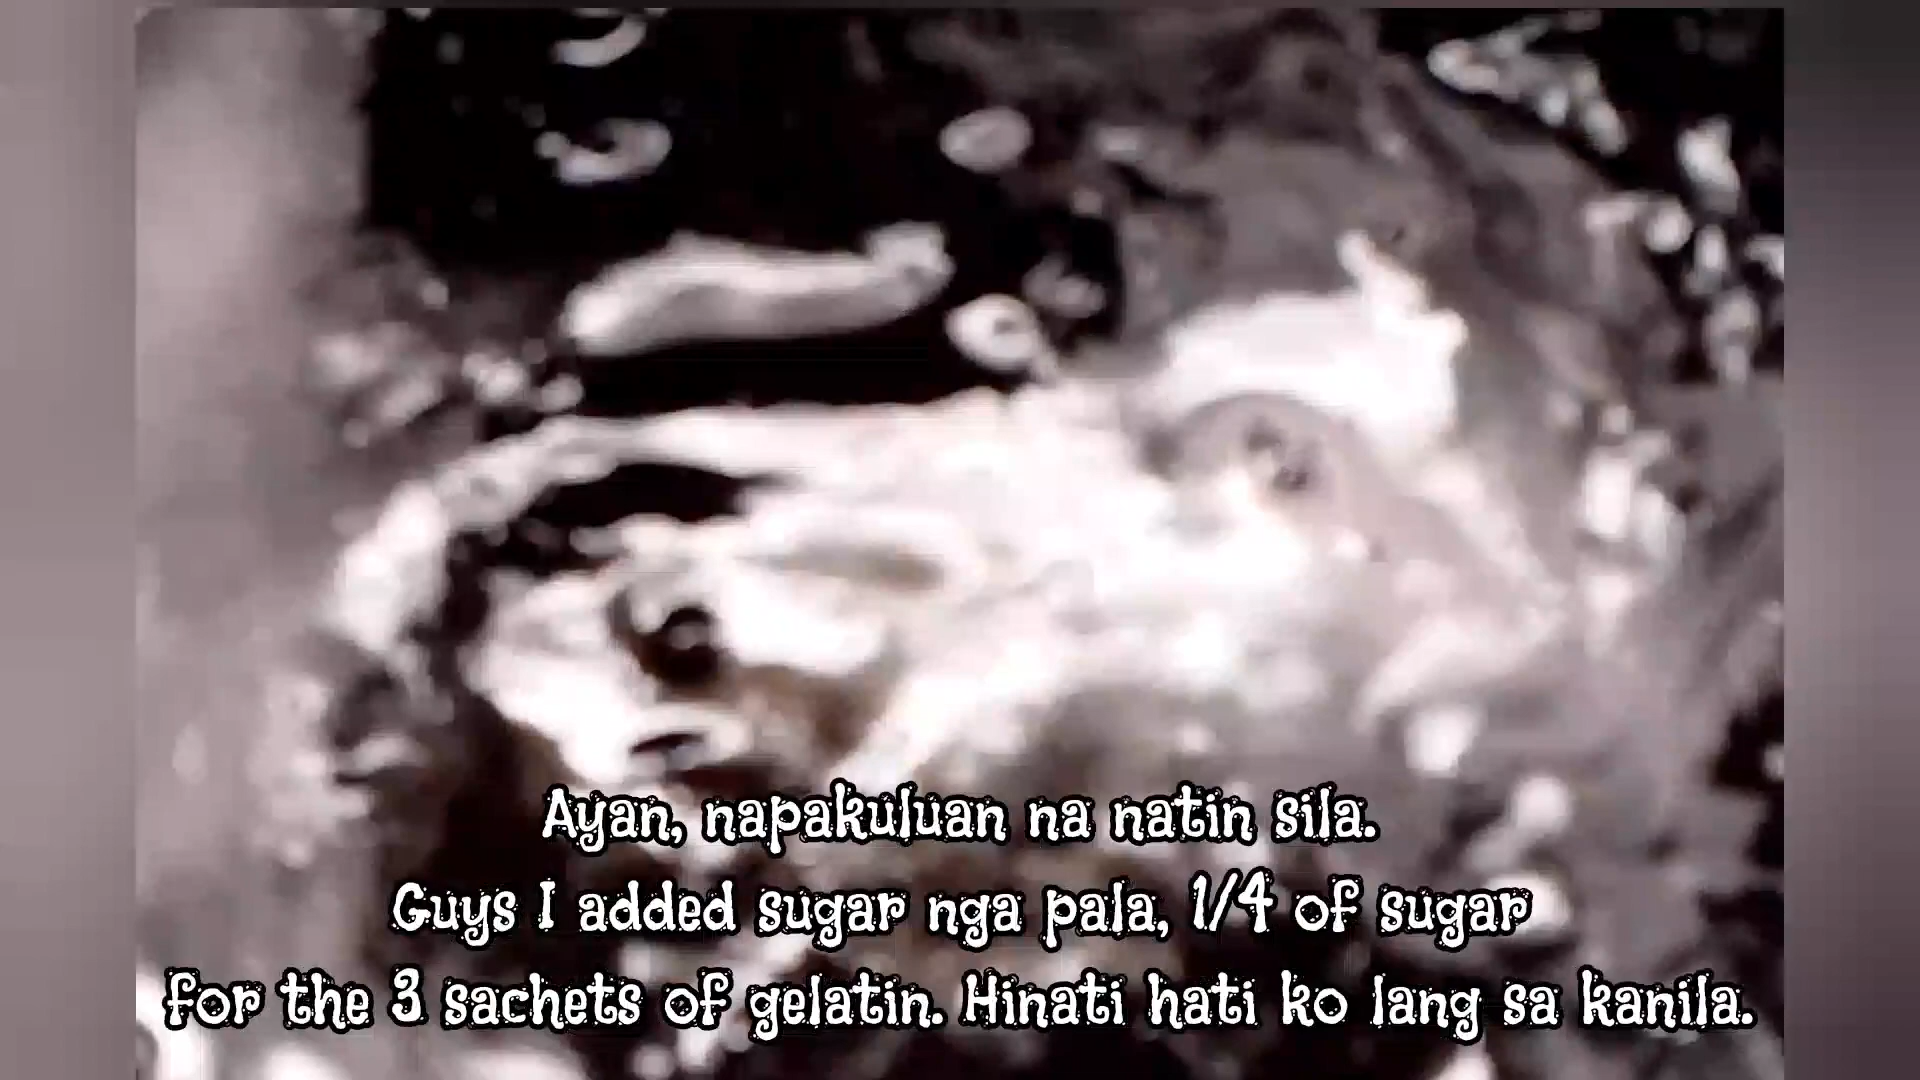 Ayan, napakuluan na natin sila.
Guys I added sugar nga pala, 1/4 of sugar
for the 3 sachets of gelatin. Hinati hati ko lang sa kanila.